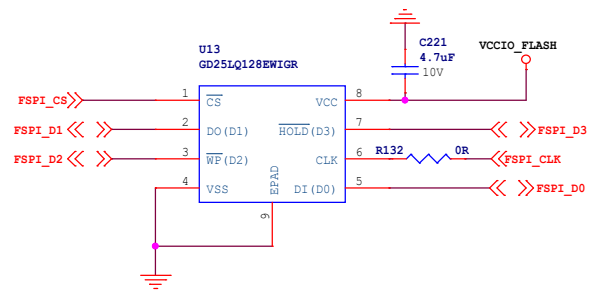 U13
GD25LQ128EWIGR
C221
4.7uF
10V
VCCIO_FLASH
FSPI_CS
1
CS
VCC
8
FSPI_D1
2
DO(D1)
HOLD(D3)
7
FSPI_D3
FSPI_D2
3
WP(D2)
CLK
6
R132
0R
FSPI_CLK
4
VSS
EPAD
DI(D0)
5
FSPI_D0
9